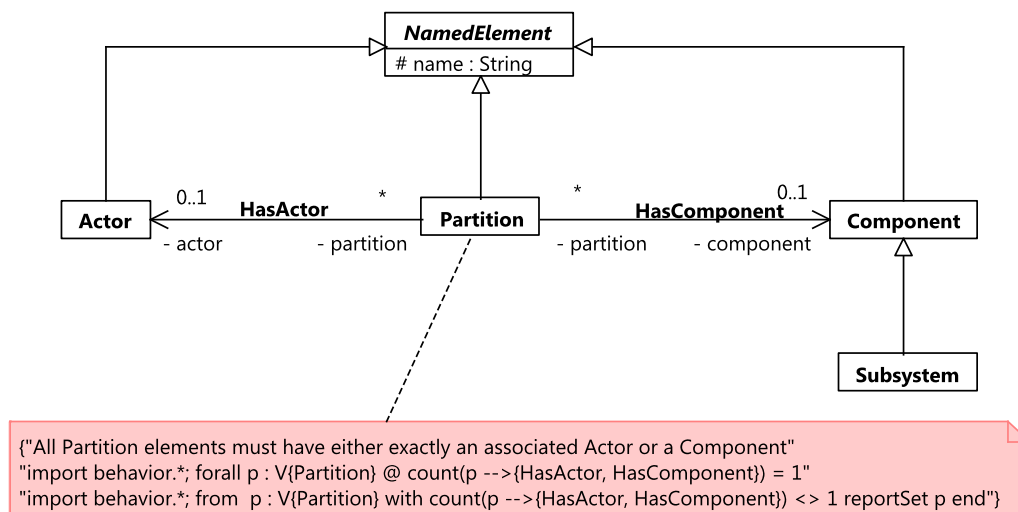 NamedElement
# name : String
0..1
HasActor
*
*
HasComponent
0..1
Actor
Partition
Component
- actor
- partition
- partition
- component
Subsystem
{"All Partition elements must have either exactly an associated Actor or a Component"
"import behavior.*; forall p : V{Partition} @ count(p -->{HasActor, HasComponent}) = 1"
"import behavior.*; from  p : V{Partition} with count(p -->{HasActor, HasComponent}) <> 1 reportSet p end"}